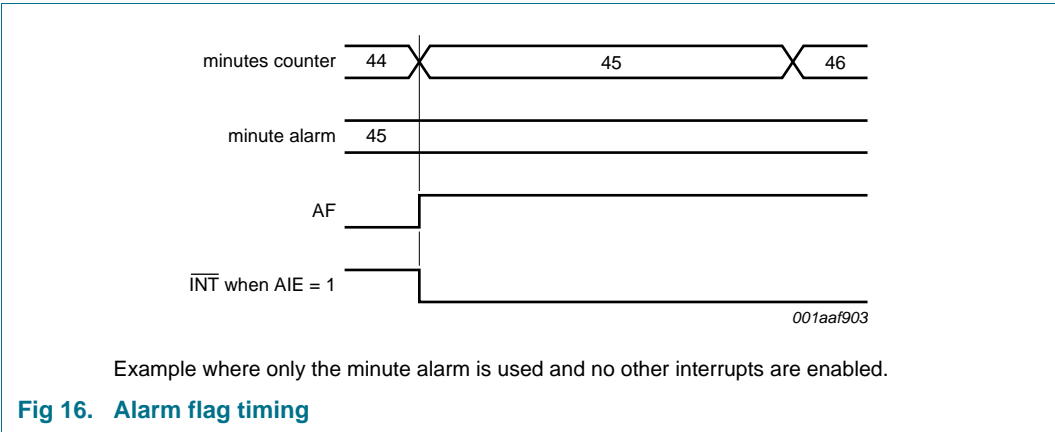 minutes counter 44 45 46
minute alarm 45
AF
INT when AIE = 1
001aaf903
Example where only the minute alarm is used and no other interrupts are enabled.
Fig 16. Alarm flag timing